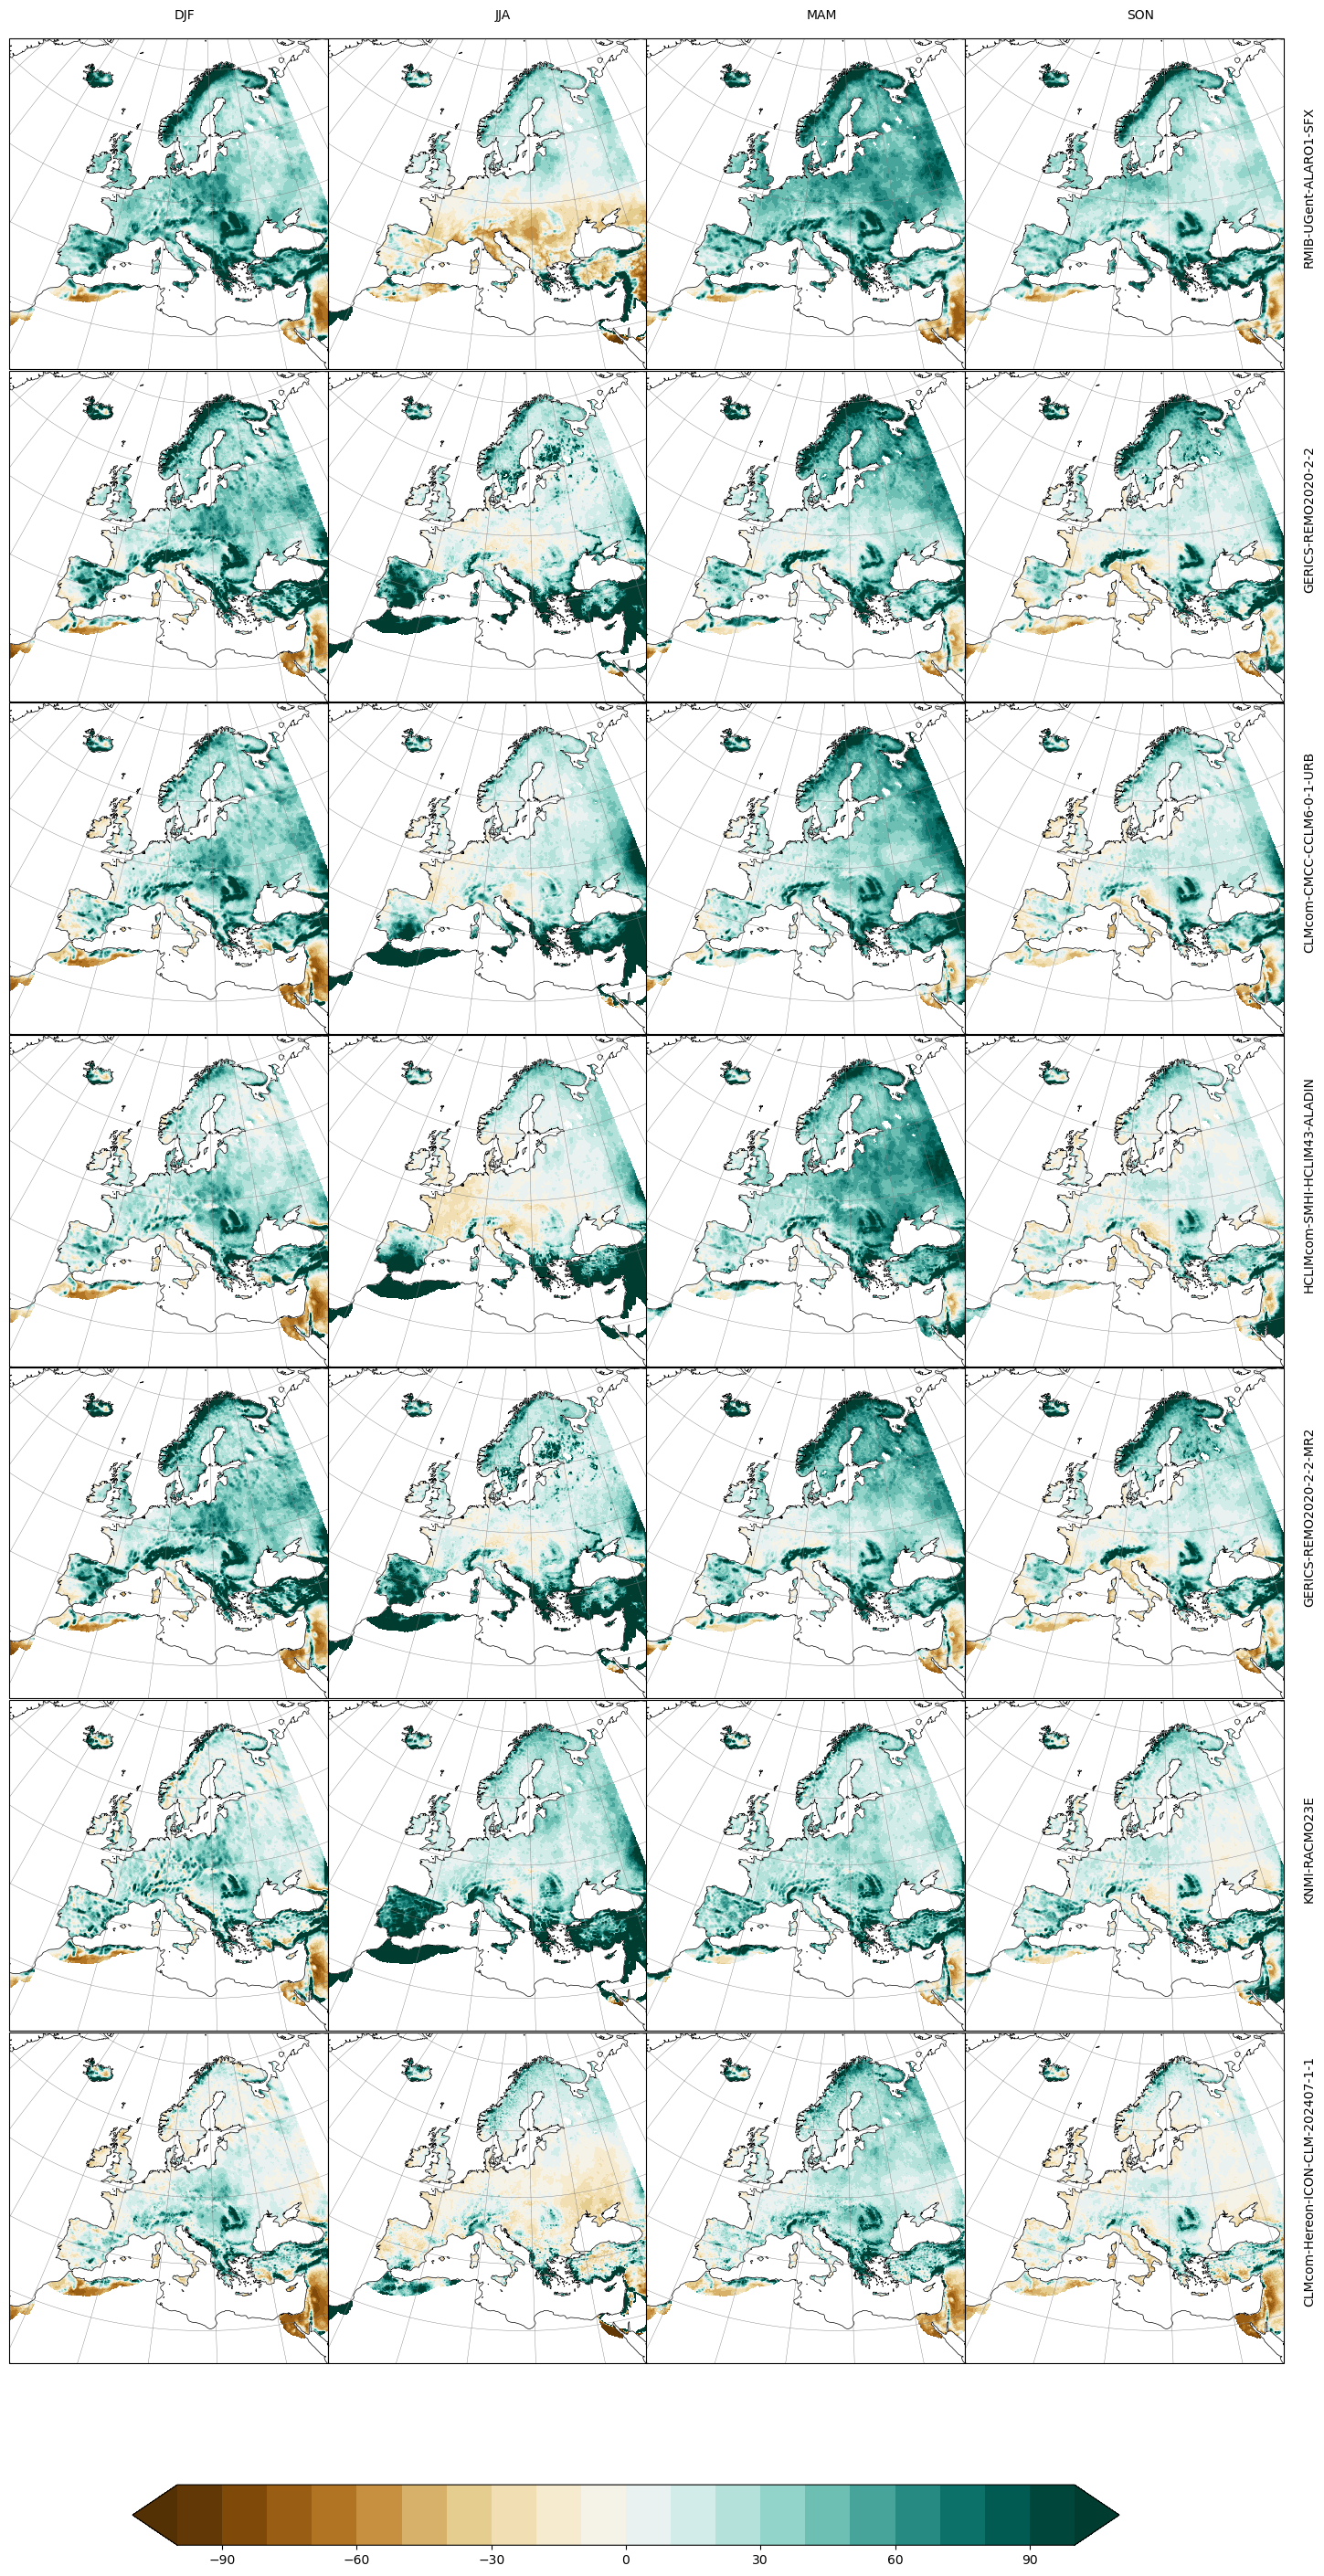 DJF JJA MAM SON
RMIB-UGent-ALARO1-SFX
GERICS-REMO2020-2-2
CLMcom-CMCC-CCLM6-0-1-URB
HCLIMcom-SMHI-HCLIM43-ALADIN
GERICS-REMO2020-2-2-MR2
KNMI-RACMO23E
CLMcom-Hereon-ICON-CLM-202407-1-1
−90 −60 −30 0 30 60 90